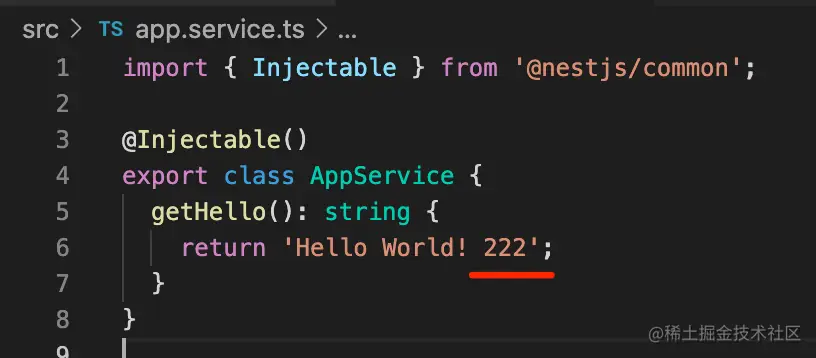 src > TS app.service.ts > ...
1 import { Injectable } from '@nestjs/common';
2
3 @Injectable()
4 export class AppService {
5   getHello(): string {
6     return 'Hello World! 222';
7   }
8 }
9
@稀土掘金技术社区